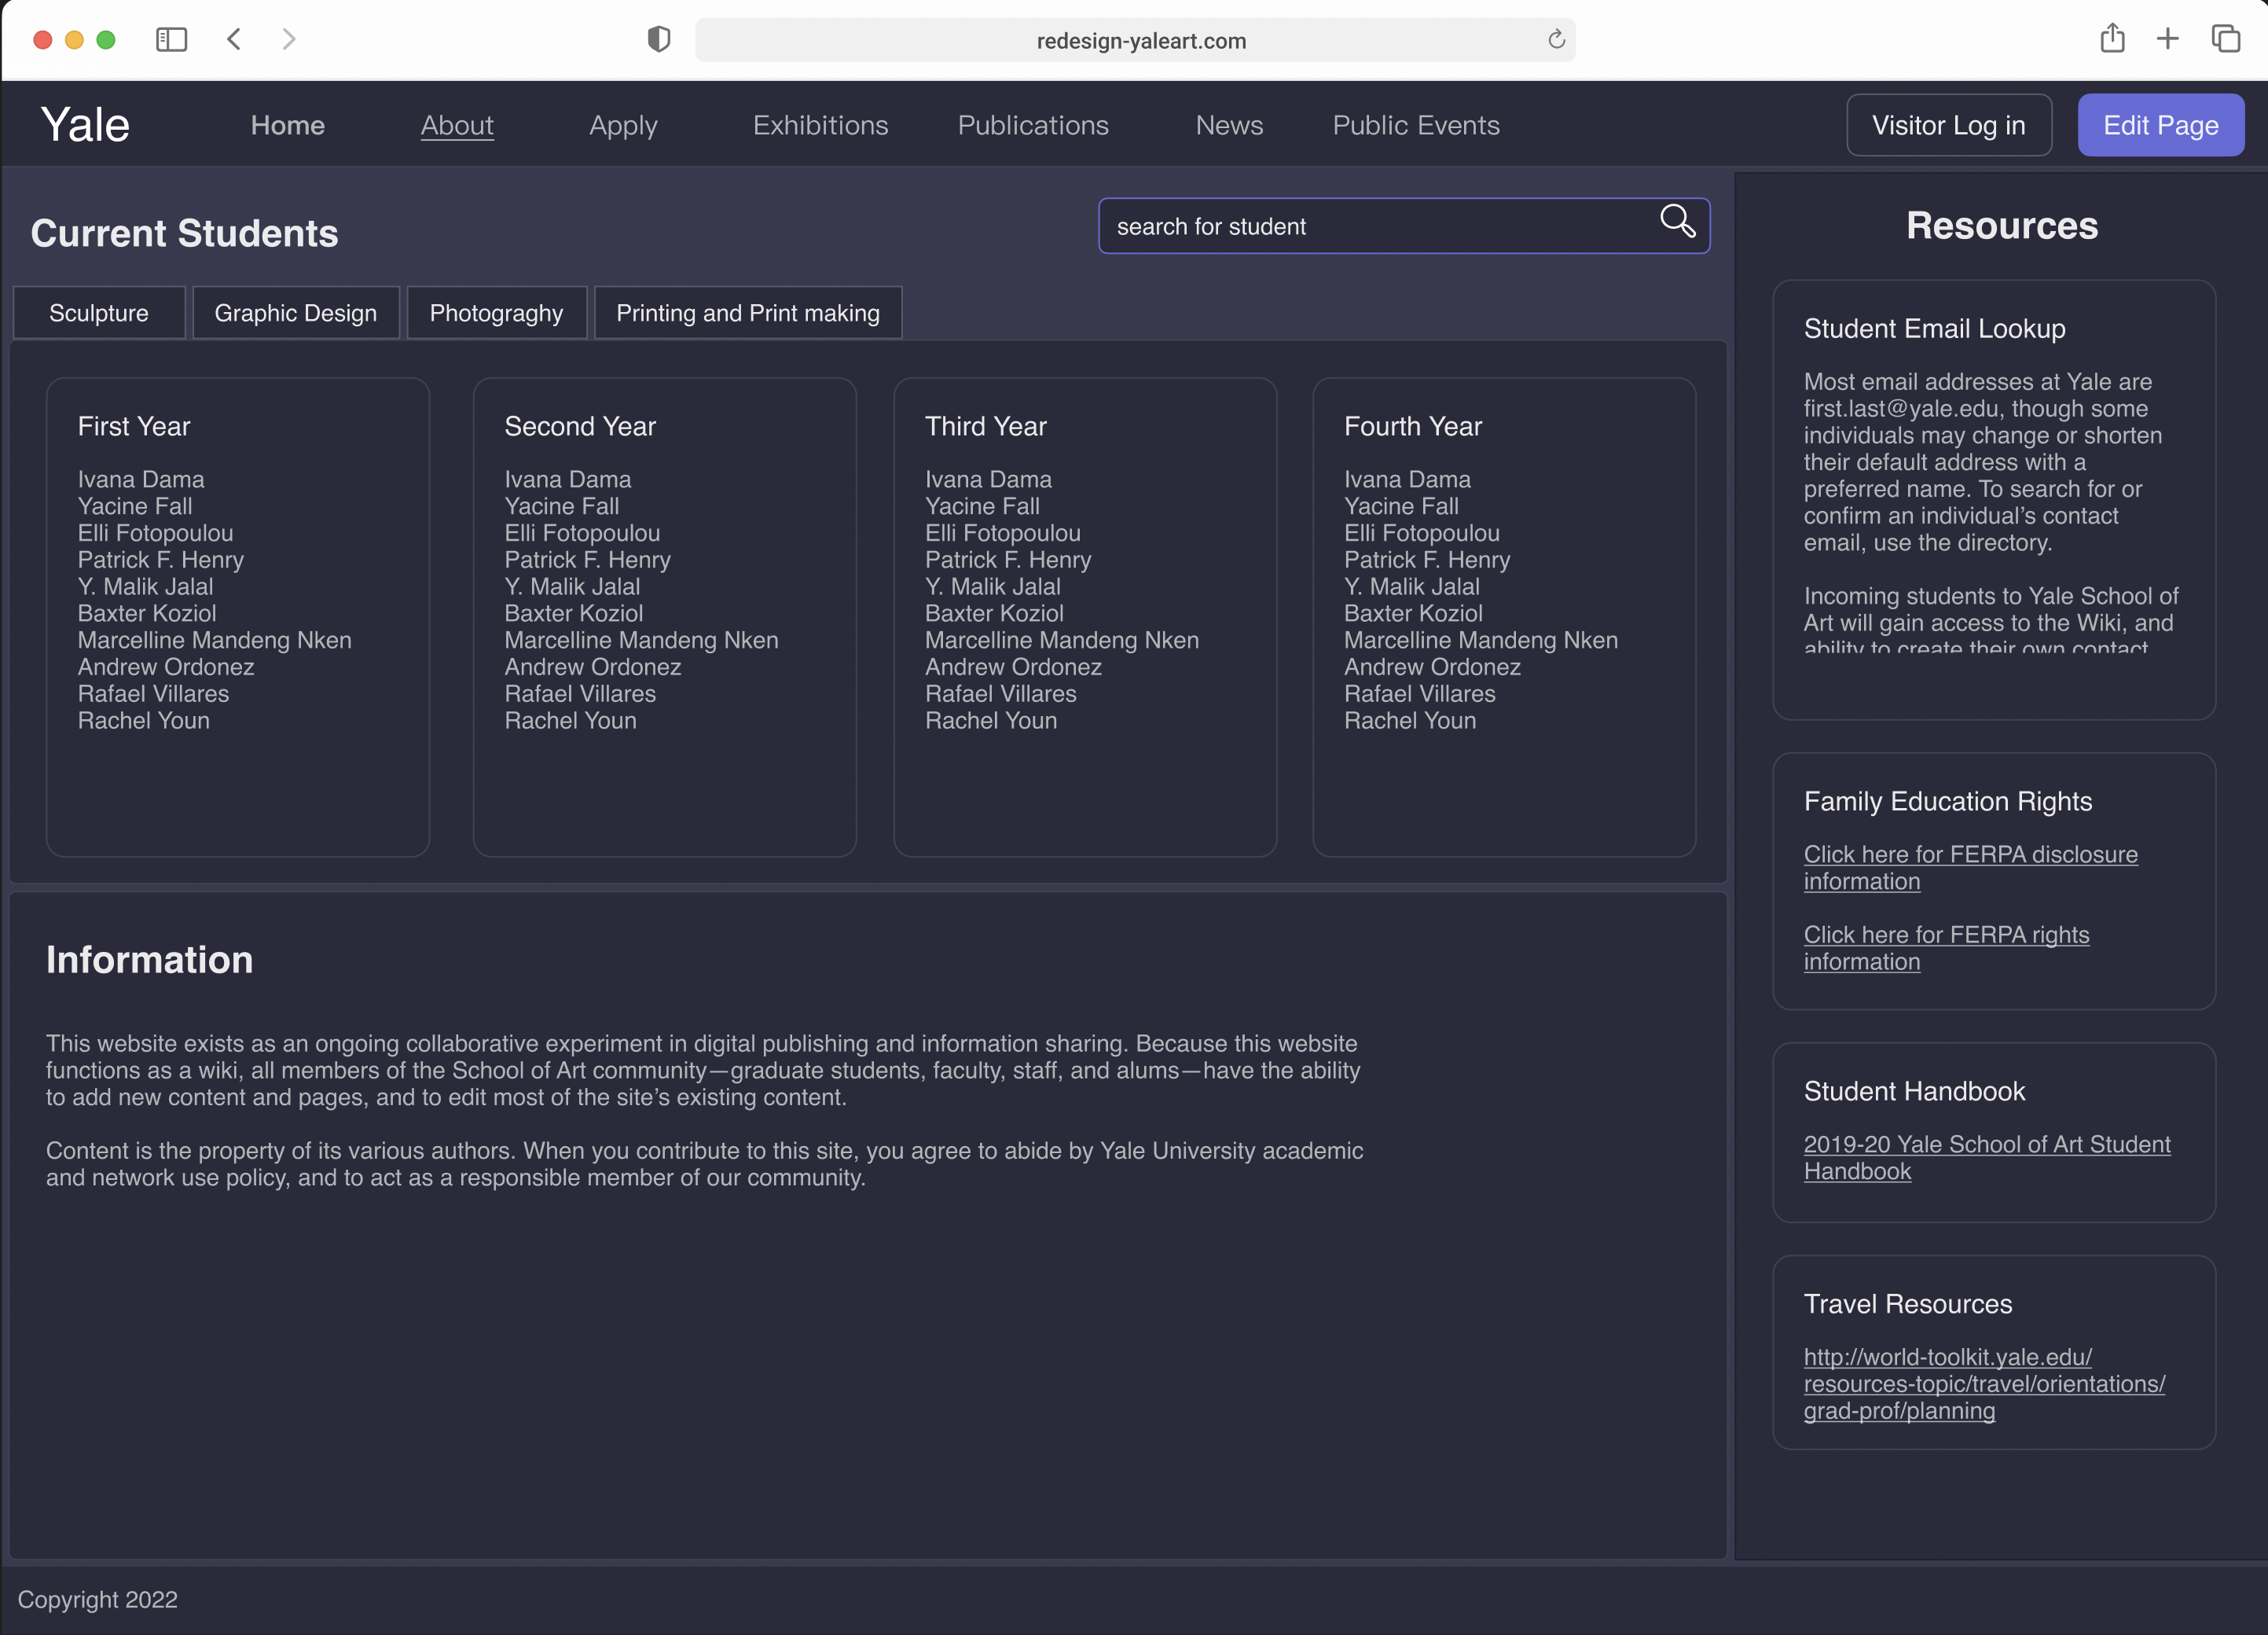 redesign-yaleart.com
Yale
Home
About
Apply
Exhibitions
Publications
News
Public Events
Visitor Log in
Edit Page
Current Students
search for student
Sculpture
Graphic Design
Photograghy
Printing and Print making
First Year
Ivana Dama
Yacine Fall
Elli Fotopoulou
Patrick F. Henry
Y. Malik Jalal
Baxter Koziol
Marcelline Mandeng Nken
Andrew Ordonez
Rafael Villares
Rachel Youn
Second Year
Ivana Dama
Yacine Fall
Elli Fotopoulou
Patrick F. Henry
Y. Malik Jalal
Baxter Koziol
Marcelline Mandeng Nken
Andrew Ordonez
Rafael Villares
Rachel Youn
Third Year
Ivana Dama
Yacine Fall
Elli Fotopoulou
Patrick F. Henry
Y. Malik Jalal
Baxter Koziol
Marcelline Mandeng Nken
Andrew Ordonez
Rafael Villares
Rachel Youn
Fourth Year
Ivana Dama
Yacine Fall
Elli Fotopoulou
Patrick F. Henry
Y. Malik Jalal
Baxter Koziol
Marcelline Mandeng Nken
Andrew Ordonez
Rafael Villares
Rachel Youn
Information
This website exists as an ongoing collaborative experiment in digital publishing and information sharing. Because this website
functions as a wiki, all members of the School of Art community—graduate students, faculty, staff, and alums—have the ability
to add new content and pages, and to edit most of the site’s existing content.
Content is the property of its various authors. When you contribute to this site, you agree to abide by Yale University academic
and network use policy, and to act as a responsible member of our community.
Resources
Student Email Lookup
Most email addresses at Yale are
first.last@yale.edu, though some
individuals may change or shorten
their default address with a
preferred name. To search for or
confirm an individual’s contact
email, use the directory.
Incoming students to Yale School of
Art will gain access to the Wiki, and
ability to create their own contact
Family Education Rights
Click here for FERPA disclosure
information
Click here for FERPA rights
information
Student Handbook
2019-20 Yale School of Art Student
Handbook
Travel Resources
http://world-toolkit.yale.edu/
resources-topic/travel/orientations/
grad-prof/planning
Copyright 2022